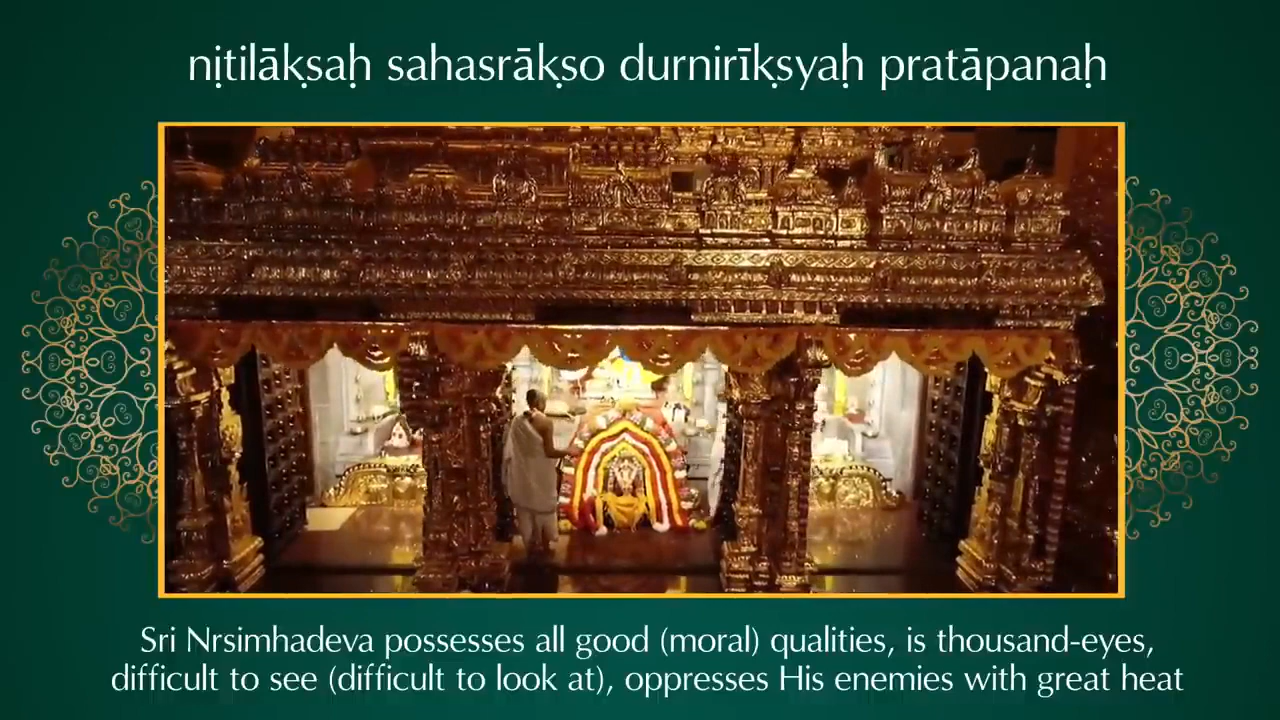 niṭilākṣaḥ sahasrākṣo durnirīkṣyaḥ pratāpanaḥ
Sri Nrsimhadeva possesses all good (moral) qualities, is thousand-eyes,
difficult to see (difficult to look at), oppresses His enemies with great heat